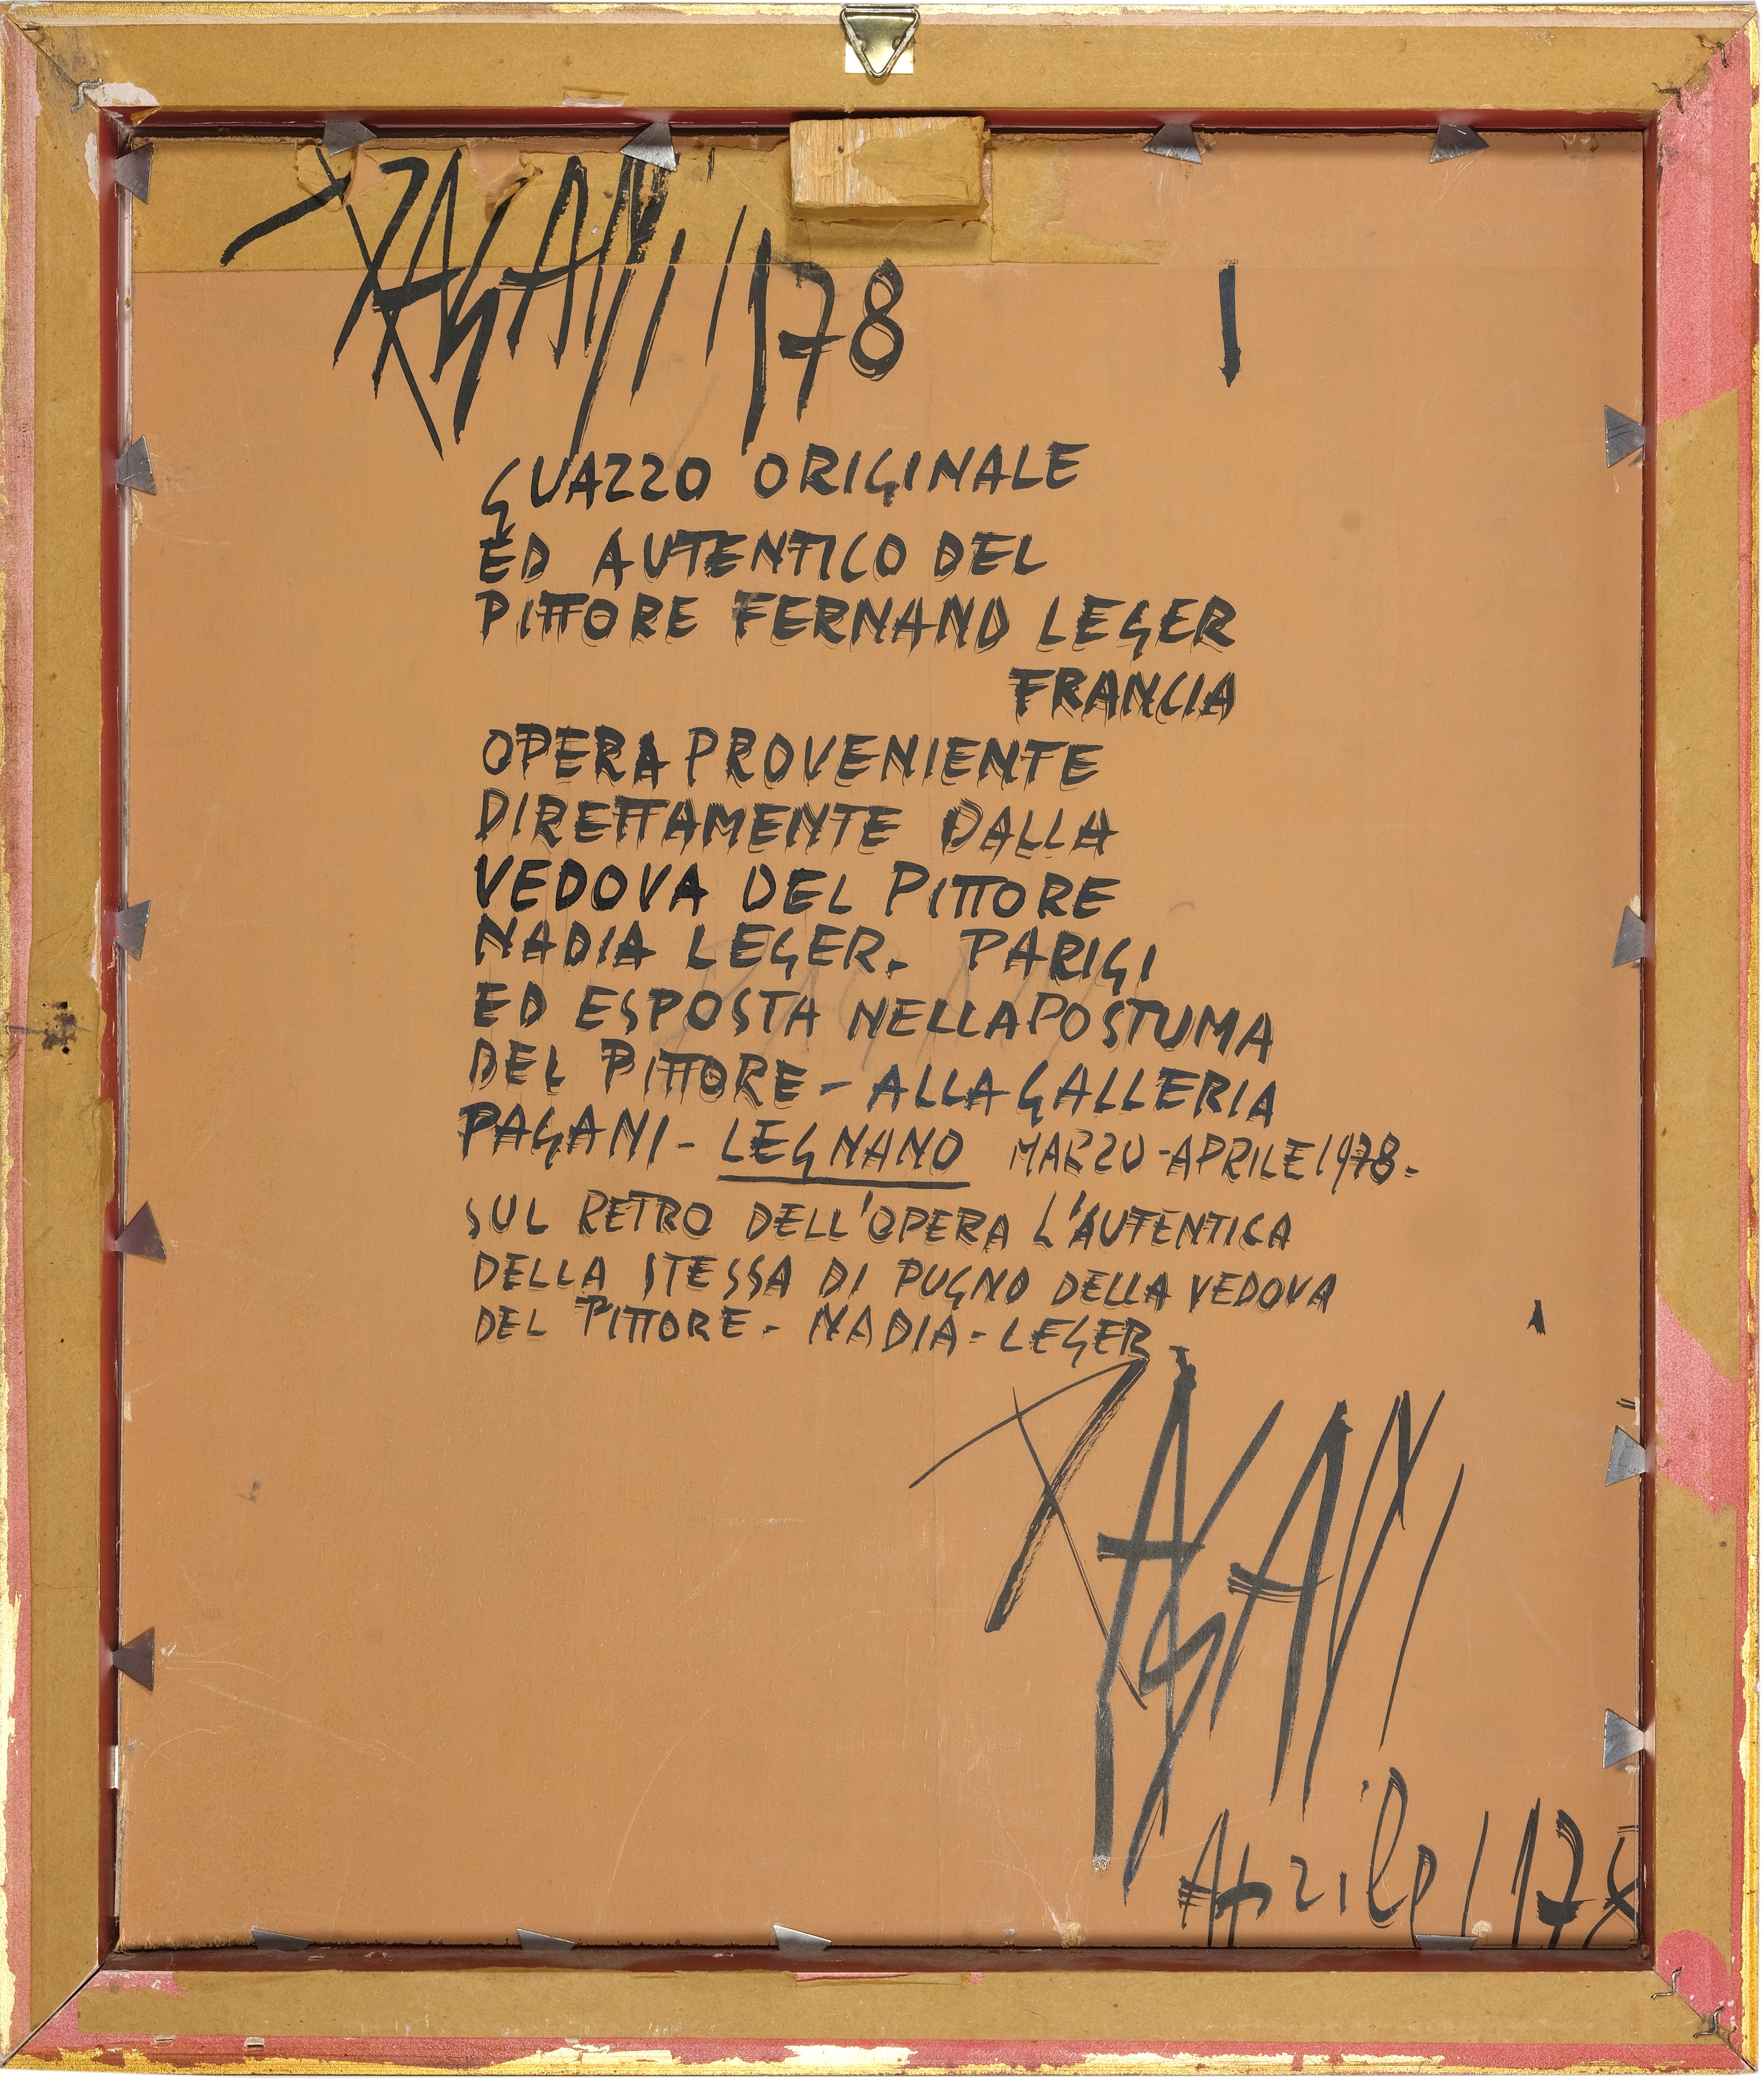 PAGANI 1978
GUAZZO ORIGINALE
ED AUTENTICO DEL
PITTORE FERNAND LEGER
FRANCIA
OPERA PROVENIENTE
DIRETTAMENTE DALLA
VEDOVA DEL PITTORE
NADIA LEGER. PARIGI
ED ESPOSTA NELLA POSTUMA
DEL PITTORE - ALLA GALLERIA
PAGANI - LEGNANO MARZO - APRILE 1978.
SUL RETRO DELL'OPERA L'AUTENTICA
DELLA STESSA DI PUGNO DELLA VEDOVA
DEL PITTORE - NADIA - LEGER
PAGANI
Aprile 1978